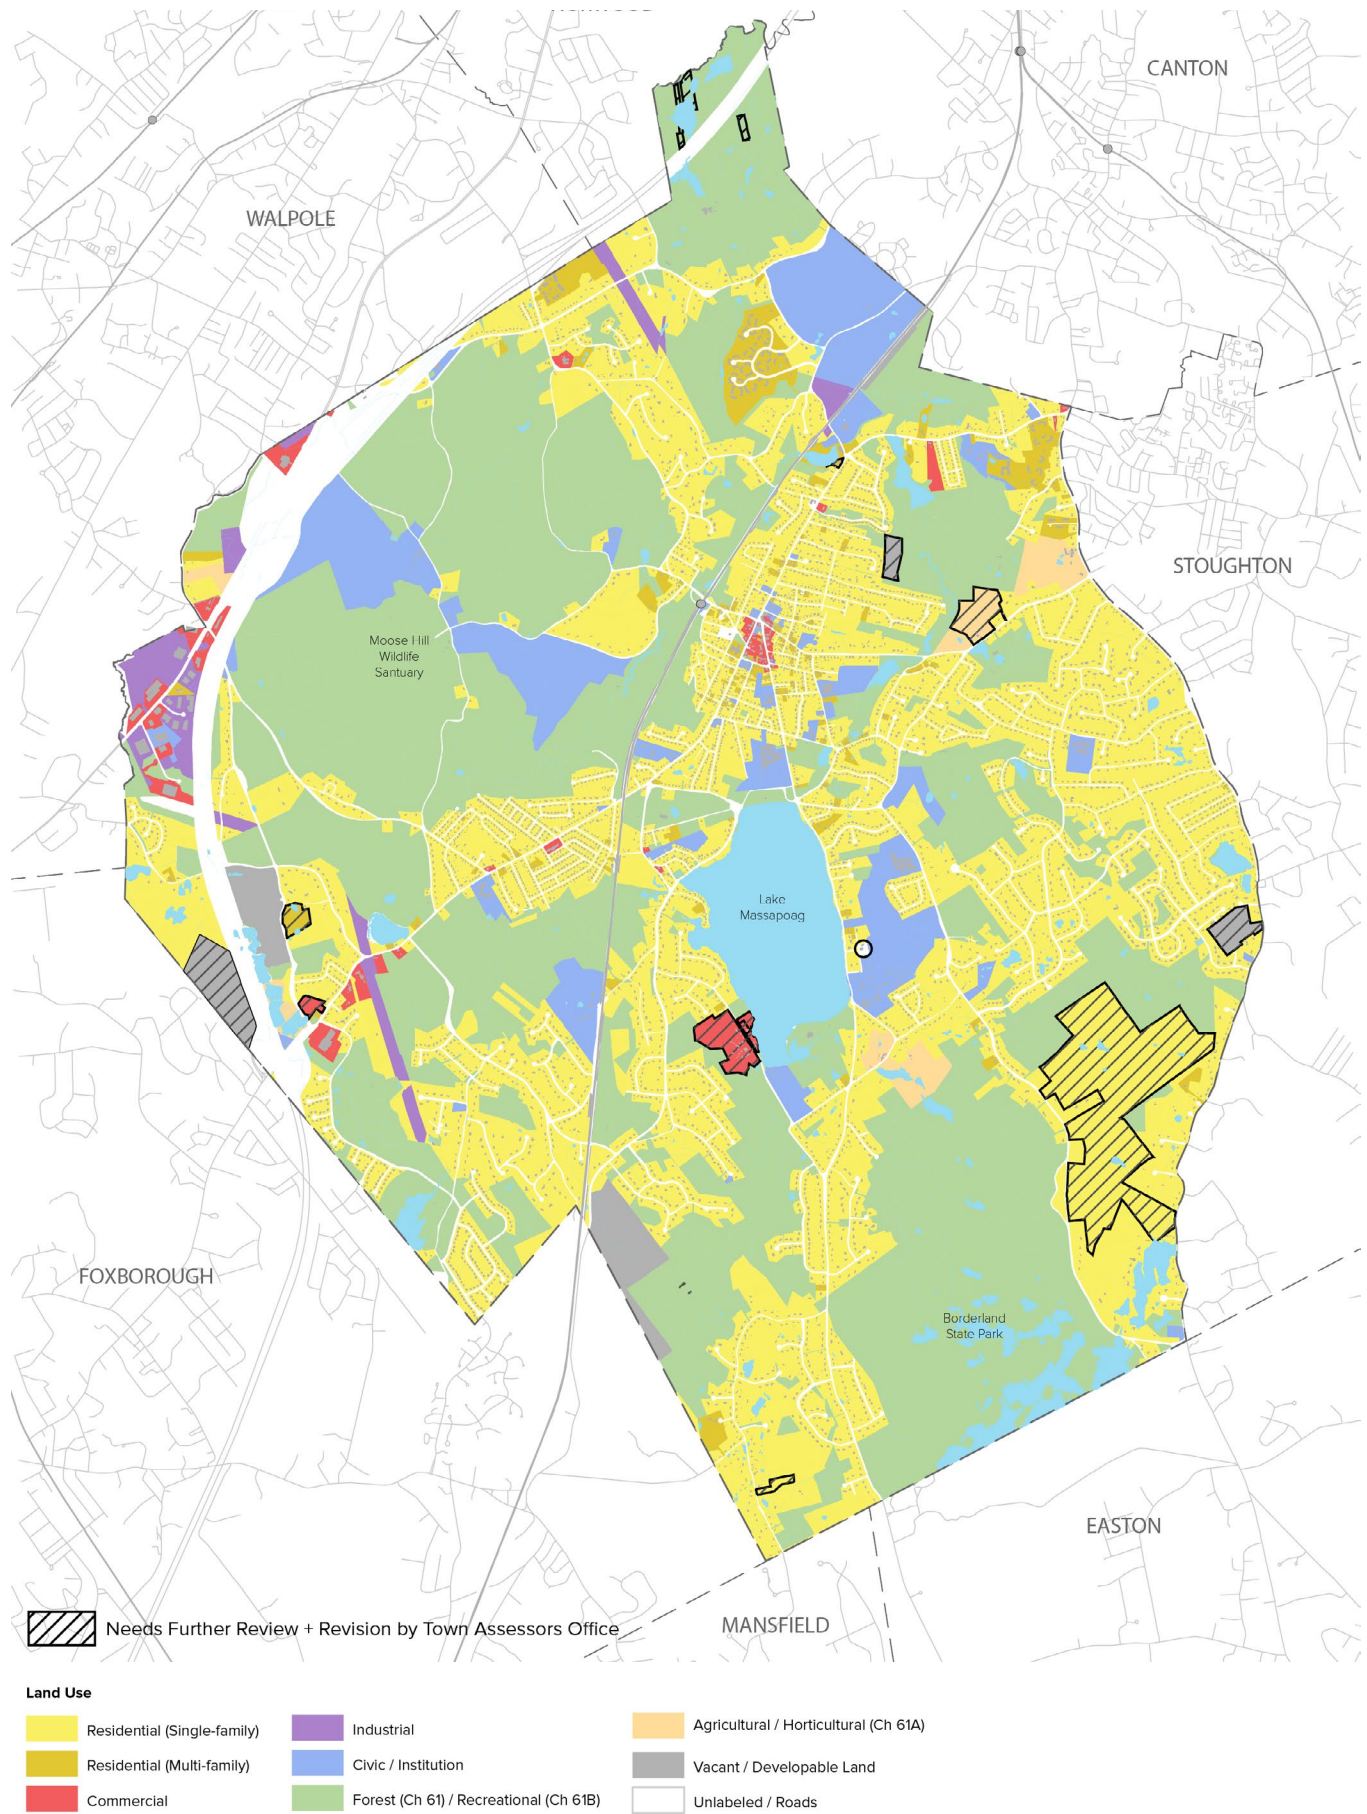 CANTON
WALPOLE
STOUGHTON
Moose Hill
Wildlife
Santuary
Lake
Massapoag
FOXBOROUGH
Borderland
State Park
EASTON
MANSFIELD
Needs Further Review + Revision by Town Assessors Office
Land Use
Residential (Single-family)
Residential (Multi-family)
Commercial
Industrial
Civic / Institution
Forest (Ch 61) / Recreational (Ch 61B)
Agricultural / Horticultural (Ch 61A)
Vacant / Developable Land
Unlabeled / Roads